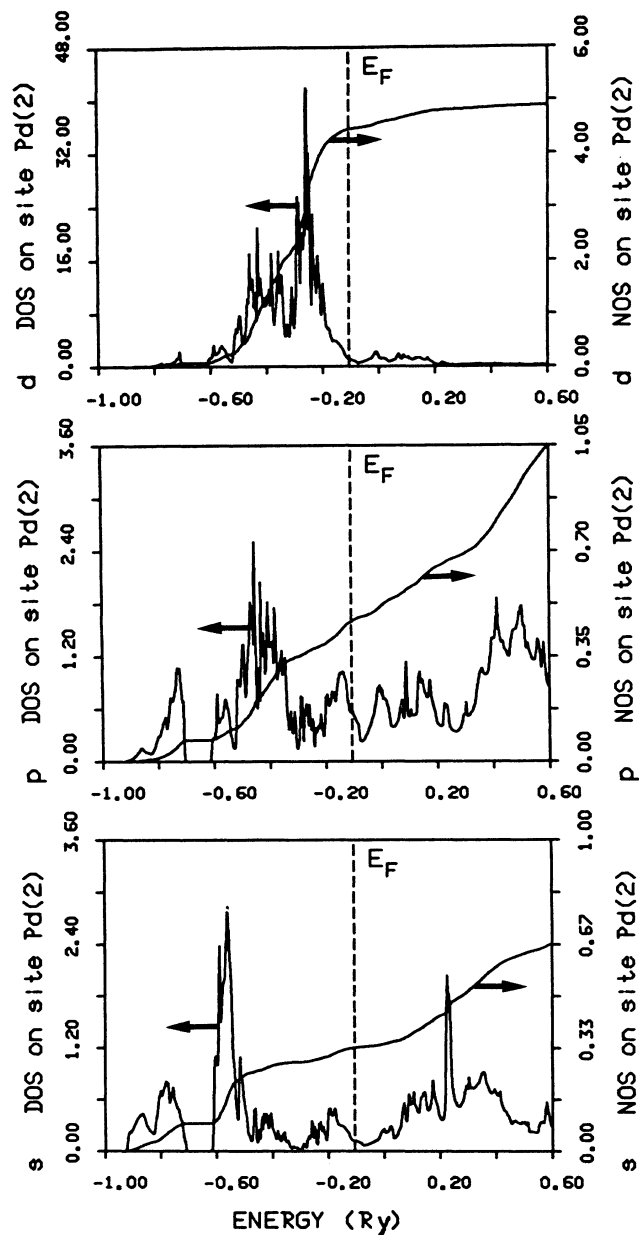 d DOS on site Pd(2)
48.00
32.00
16.00
0.00
E_F
6.00
4.00
2.00
0.00
d NOS on site Pd(2)
-1.00 -0.60 -0.20 0.20 0.60
p DOS on site Pd(2)
3.60
2.40
1.20
0.00
E_F
1.05
0.70
0.35
0.00
p NOS on site Pd(2)
-1.00 -0.60 -0.20 0.20 0.60
s DOS on site Pd(2)
3.60
2.40
1.20
0.00
E_F
1.00
0.67
0.33
0.00
s NOS on site Pd(2)
-1.00 -0.60 -0.20 0.20 0.60
ENERGY (Ry)